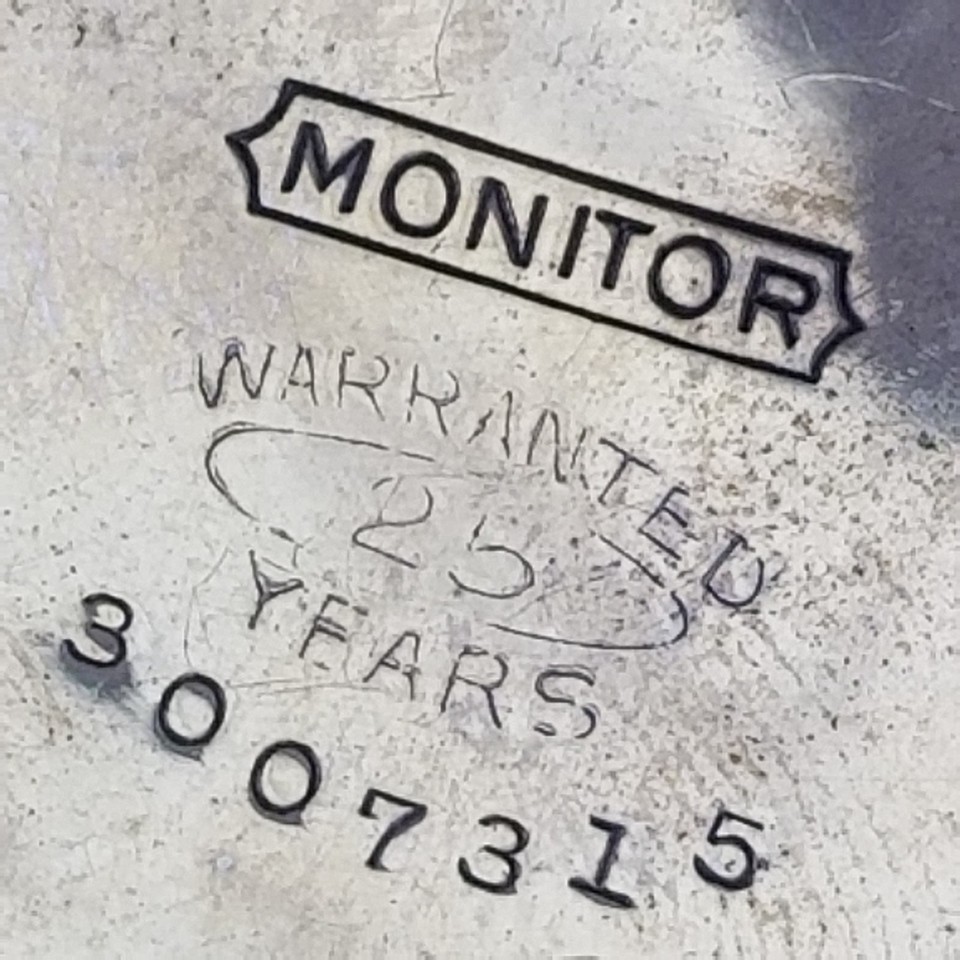 MONITOR
WARRANTED
25
YEARS
3007315